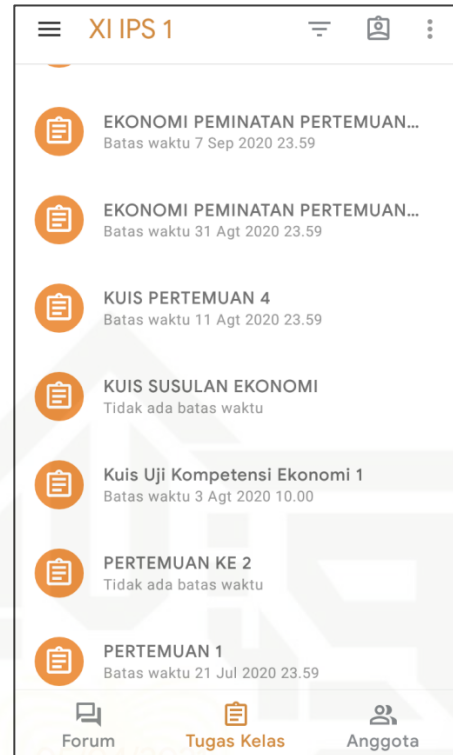 XI IPS 1
EKONOMI PEMINATAN PERTEMUAN...
Batas waktu 7 Sep 2020 23.59
EKONOMI PEMINATAN PERTEMUAN...
Batas waktu 31 Agt 2020 23.59
KUIS PERTEMUAN 4
Batas waktu 11 Agt 2020 23.59
KUIS SUSULAN EKONOMI
Tidak ada batas waktu
Kuis Uji Kompetensi Ekonomi 1
Batas waktu 3 Agt 2020 10.00
PERTEMUAN KE 2
Tidak ada batas waktu
PERTEMUAN 1
Batas waktu 21 Jul 2020 23.59
Forum Tugas Kelas Anggota